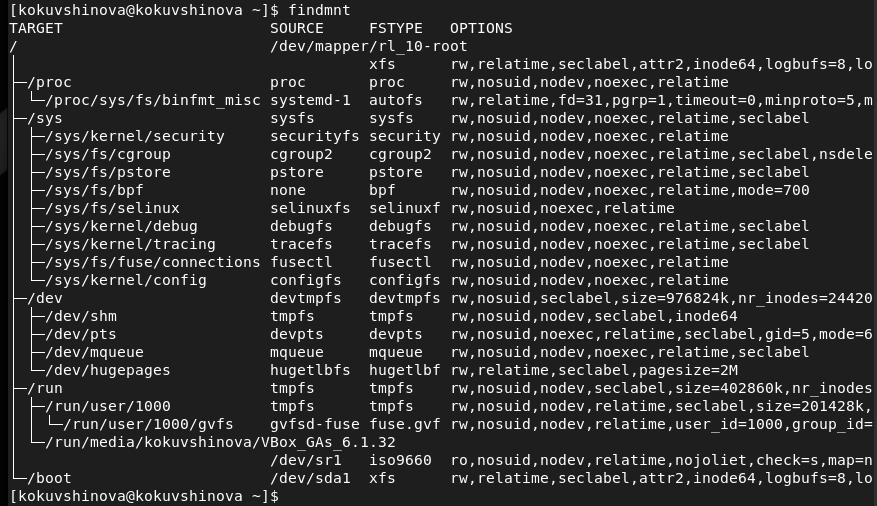 [kokuvshinova@kokuvshinova ~]$ findmnt
TARGET                       SOURCE     FSTYPE   OPTIONS
/                            /dev/mapper/rl_10-root
│                                       xfs      rw,relatime,seclabel,attr2,inode64,logbufs=8,lo
├─/proc                      proc       proc     rw,nosuid,nodev,noexec,relatime
│ └─/proc/sys/fs/binfmt_misc systemd-1  autofs   rw,relatime,fd=31,pgrp=1,timeout=0,minproto=5,m
├─/sys                       sysfs      sysfs    rw,nosuid,nodev,noexec,relatime,seclabel
│ ├─/sys/kernel/security     securityfs security rw,nosuid,nodev,noexec,relatime
│ ├─/sys/fs/cgroup           cgroup2    cgroup2  rw,nosuid,nodev,noexec,relatime,seclabel,nsdele
│ ├─/sys/fs/pstore           pstore     pstore   rw,nosuid,nodev,noexec,relatime,seclabel
│ ├─/sys/fs/bpf              none       bpf      rw,nosuid,nodev,noexec,relatime,mode=700
│ ├─/sys/fs/selinux          selinuxfs  selinuxf rw,nosuid,noexec,relatime
│ ├─/sys/kernel/debug        debugfs    debugfs  rw,nosuid,nodev,noexec,relatime,seclabel
│ ├─/sys/kernel/tracing      tracefs    tracefs  rw,nosuid,nodev,noexec,relatime,seclabel
│ ├─/sys/fs/fuse/connections fusectl    fusectl  rw,nosuid,nodev,noexec,relatime
│ └─/sys/kernel/config       configfs   configfs rw,nosuid,nodev,noexec,relatime
├─/dev                       devtmpfs   devtmpfs rw,nosuid,seclabel,size=976824k,nr_inodes=24420
│ ├─/dev/shm                 tmpfs      tmpfs    rw,nosuid,nodev,seclabel,inode64
│ ├─/dev/pts                 devpts     devpts   rw,nosuid,noexec,relatime,seclabel,gid=5,mode=6
│ ├─/dev/mqueue              mqueue     mqueue   rw,nosuid,nodev,noexec,relatime,seclabel
│ └─/dev/hugepages           hugetlbfs  hugetlbf rw,relatime,seclabel,pagesize=2M
├─/run                       tmpfs      tmpfs    rw,nosuid,nodev,seclabel,size=402860k,nr_inodes
│ ├─/run/user/1000           tmpfs      tmpfs    rw,nosuid,nodev,relatime,seclabel,size=201428k,
│ │ └─/run/user/1000/gvfs    gvfsd-fuse fuse.gvf rw,nosuid,nodev,relatime,user_id=1000,group_id=
│ └─/run/media/kokuvshinova/VBox_GAs_6.1.32
│                            /dev/sr1   iso9660  ro,nosuid,nodev,relatime,nojoliet,check=s,map=n
└─/boot                      /dev/sda1  xfs      rw,relatime,seclabel,attr2,inode64,logbufs=8,lo
[kokuvshinova@kokuvshinova ~]$